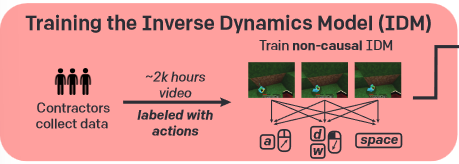 Training the Inverse Dynamics Model (IDM)
Train non-causal IDM
~2k hours
video
labeled with
actions
Contractors
collect data
a
d
w
space